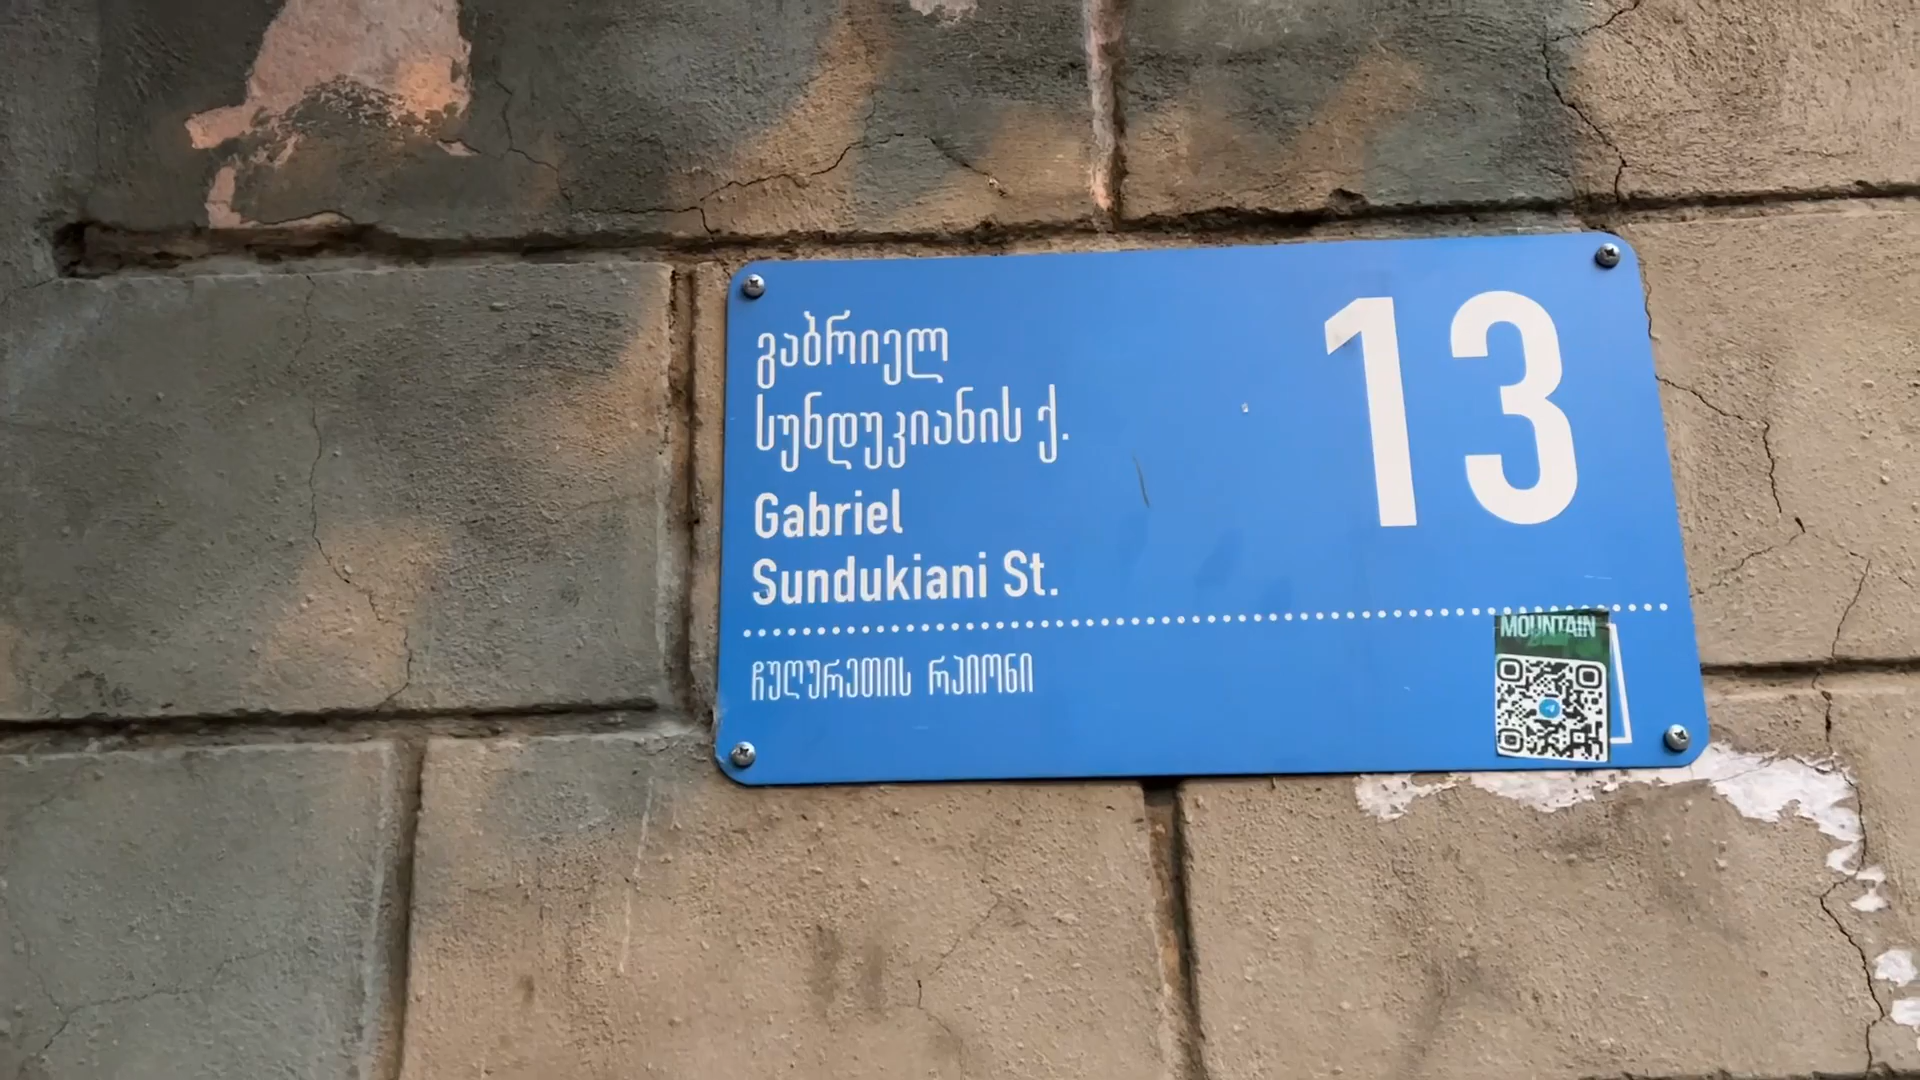 გაბრიელ
სუნდუკიანის ქ.
Gabriel
Sundukiani St.
13
ჩუღურეთის რაიონი
MOUNTAIN